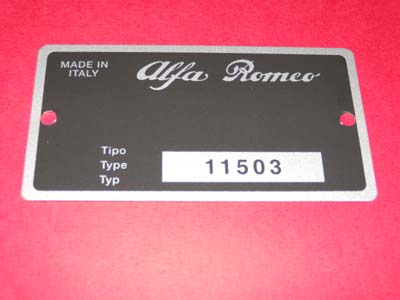 MADE IN
ITALY
Alfa Romeo
Tipo
Type
Typ
11503